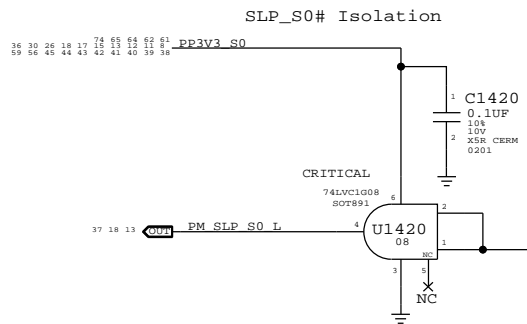 SLP_S0# Isolation
74 65 64 62 61
36 30 26 18 17 15 13 12 11 8
59 56 45 44 43 42 41 40 39 38
PP3V3_S0
1
C1420
0.1UF
10%
10V
2
X5R CERM
0201
CRITICAL
74LVC1G08
SOT891
6
2
37 18 13
OUT
PM_SLP_S0_L
4
U1420
08
1
NC
3
5
NC